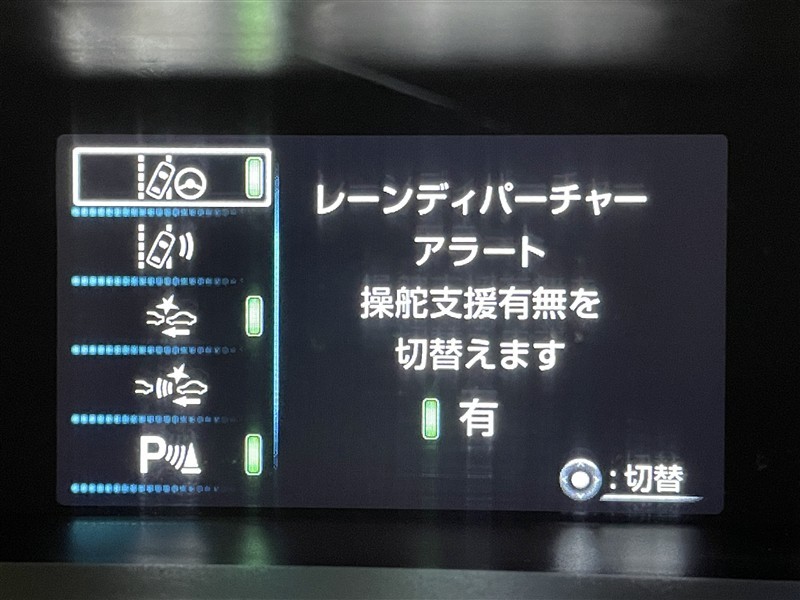 レーンディパーチャー
アラート
操舵支援有無を
切替えます
有
P
:切替